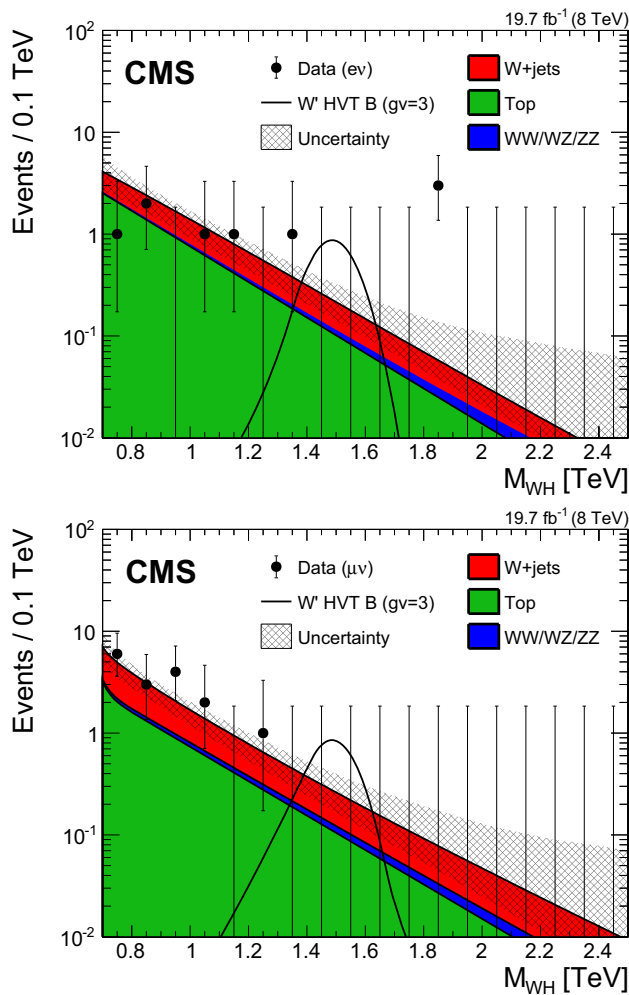 19.7 fb⁻¹ (8 TeV)
CMS
Data (eν)
W' HVT B (gv=3)
Uncertainty
W+jets
Top
WW/WZ/ZZ
Events / 0.1 TeV
10²
10
1
10⁻¹
10⁻²
0.8 1 1.2 1.4 1.6 1.8 2 2.2 2.4
M_WH [TeV]
19.7 fb⁻¹ (8 TeV)
CMS
Data (μν)
W' HVT B (gv=3)
Uncertainty
W+jets
Top
WW/WZ/ZZ
Events / 0.1 TeV
10²
10
1
10⁻¹
10⁻²
0.8 1 1.2 1.4 1.6 1.8 2 2.2 2.4
M_WH [TeV]